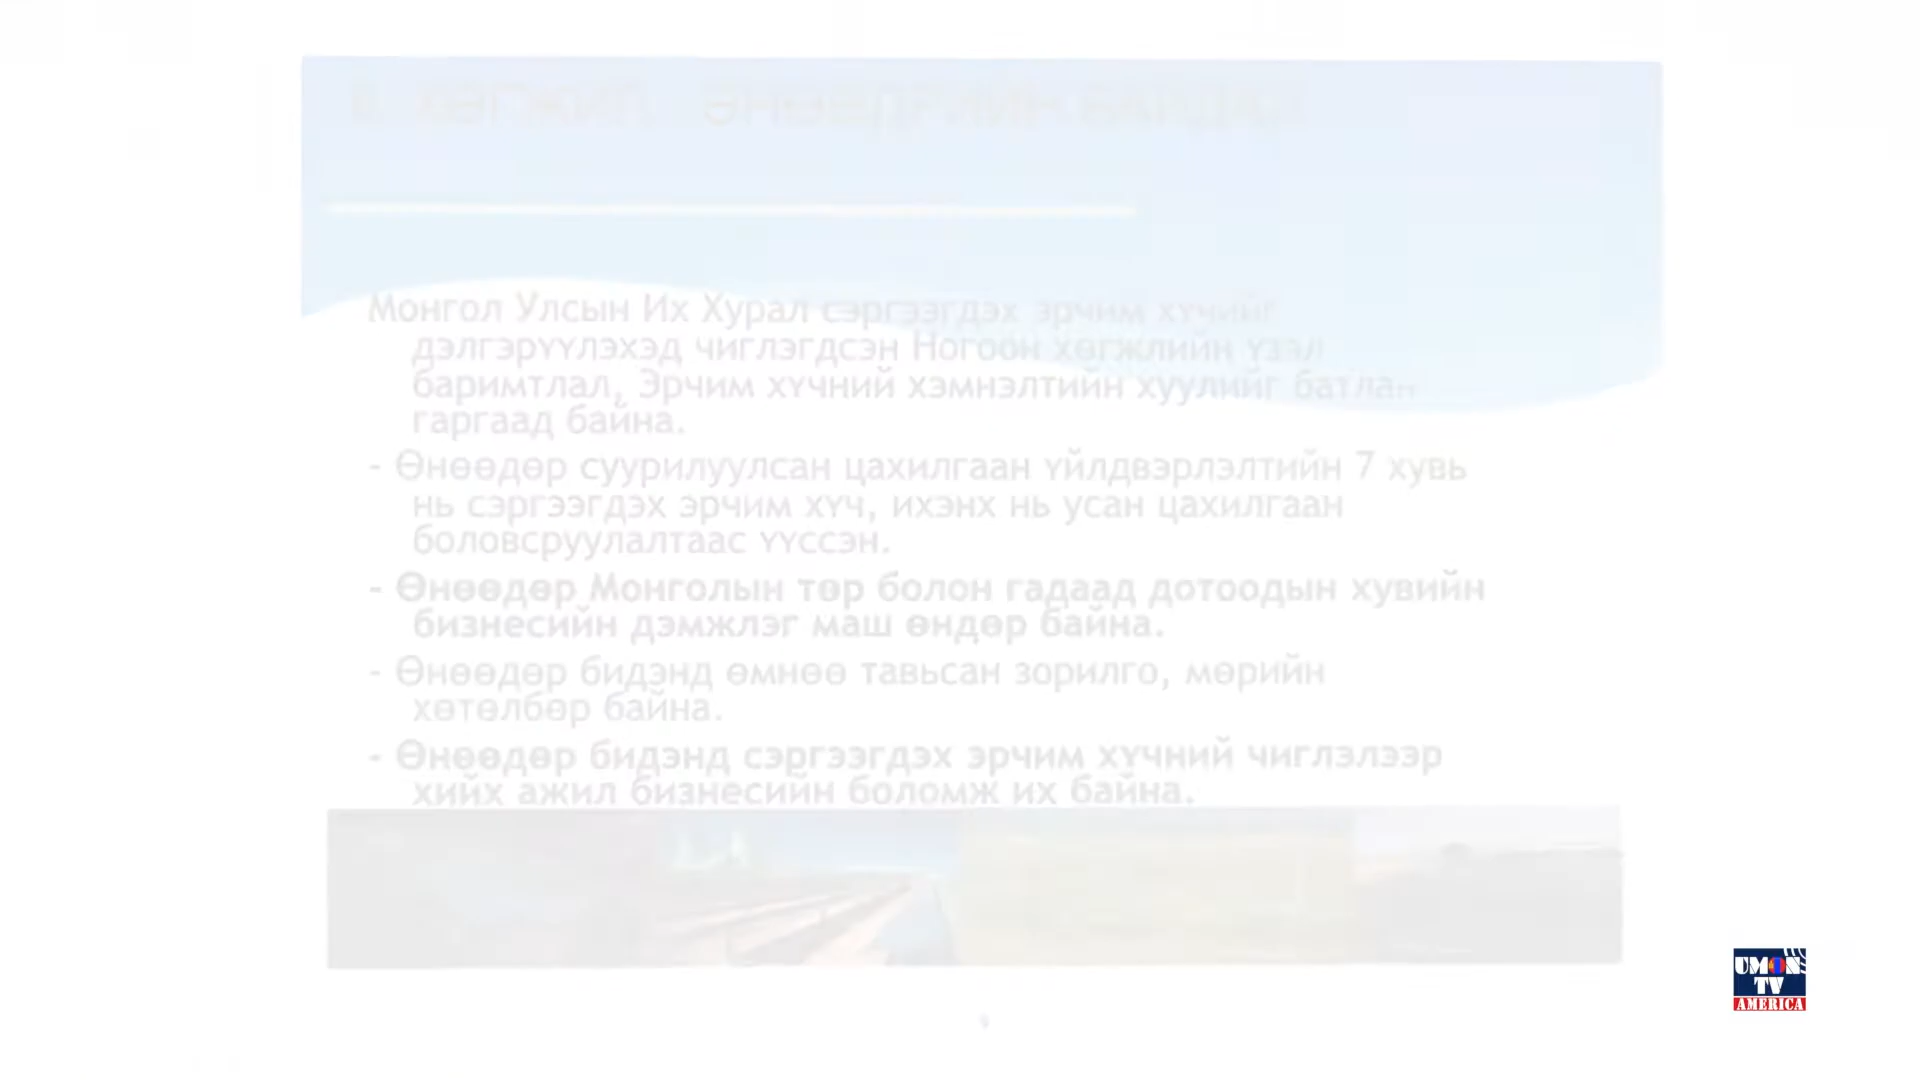 ӨНӨӨДРИЙН БАЙДАЛ
Монгол Улсын Их Хурал сэргээгдэх эрчим хүчийг
дэлгэрүүлэхэд чиглэгдсэн Ногоон хөгжлийн үзэл
баримтлал, Эрчим хүчний хэмнэлтийн хуулийг батлан
гаргаад байна.
- Өнөөдөр суурилуулсан цахилгаан үйлдвэрлэлтийн 7 хувь
нь сэргээгдэх эрчим хүч, ихэнх нь усан цахилгаан
боловсруулалтаас үүссэн.
- Өнөөдөр Монголын төр болон гадаад дотоодын хувийн
бизнесийн дэмжлэг маш өндөр байна.
- Өнөөдөр бидэнд өмнөө тавьсан зорилго, мөрийн
хөтөлбөр байна.
- Өнөөдөр бидэнд сэргээгдэх эрчим хүчний чиглэлээр
хийх ажил бизнесийн боломж их байна.
UMON
TV
AMERICA